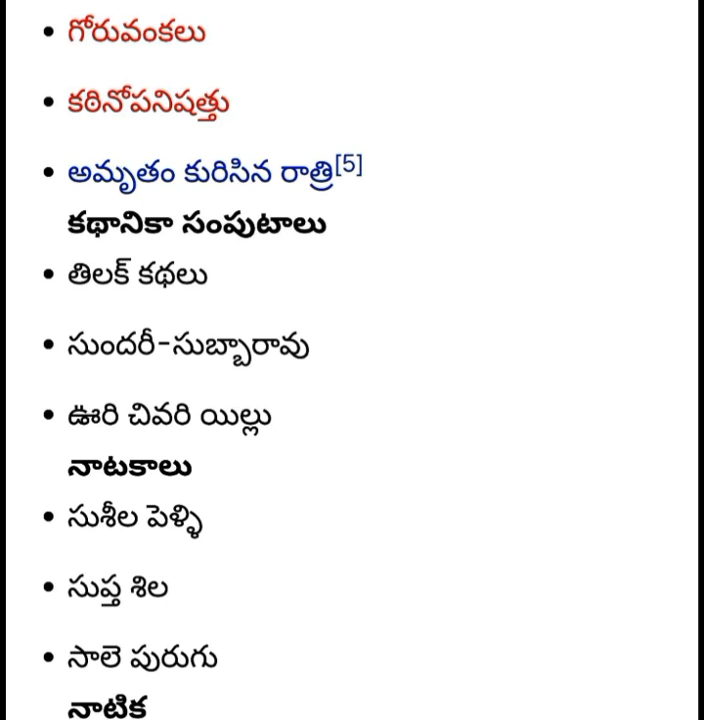 • గోరువంకలు
• కఠినోపనిషత్తు
• అమృతం కురిసిన రాత్రి[5]
కథానికా సంపుటాలు
• తిలక్ కథలు
• సుందరీ-సుబ్బారావు
• ఊరి చివరి యిల్లు
నాటకాలు
• సుశీల పెళ్ళి
• సుప్త శిల
• సాలె పురుగు
నాటిక